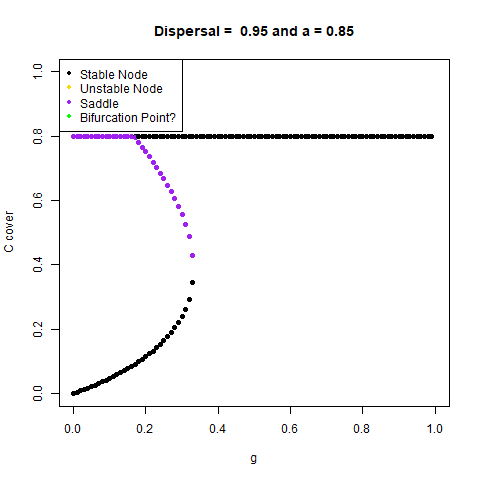 Dispersal =  0.95 and a = 0.85
Stable Node
Unstable Node
Saddle
Bifurcation Point?
C cover
1.0
0.8
0.6
0.4
0.2
0.0
0.0 0.2 0.4 0.6 0.8 1.0
g